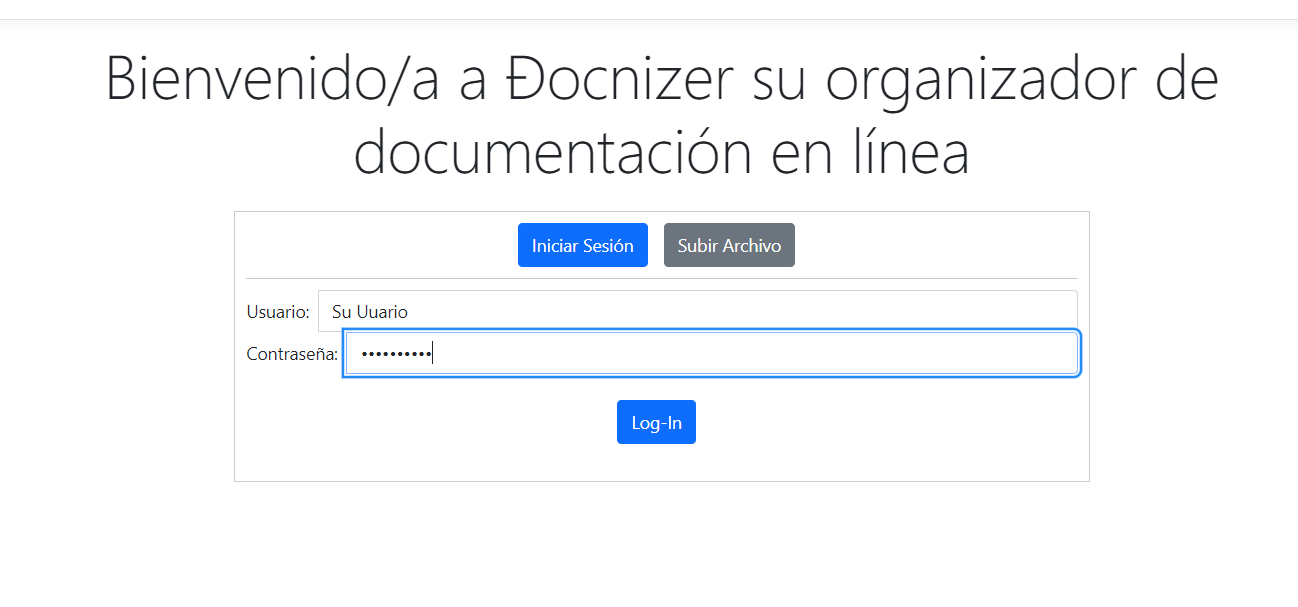 Bienvenido/a a Đocnizer su organizador de
documentación en línea
Iniciar Sesión Subir Archivo
Usuario: Su Uuario
Contraseña: ••••••••••
Log-In